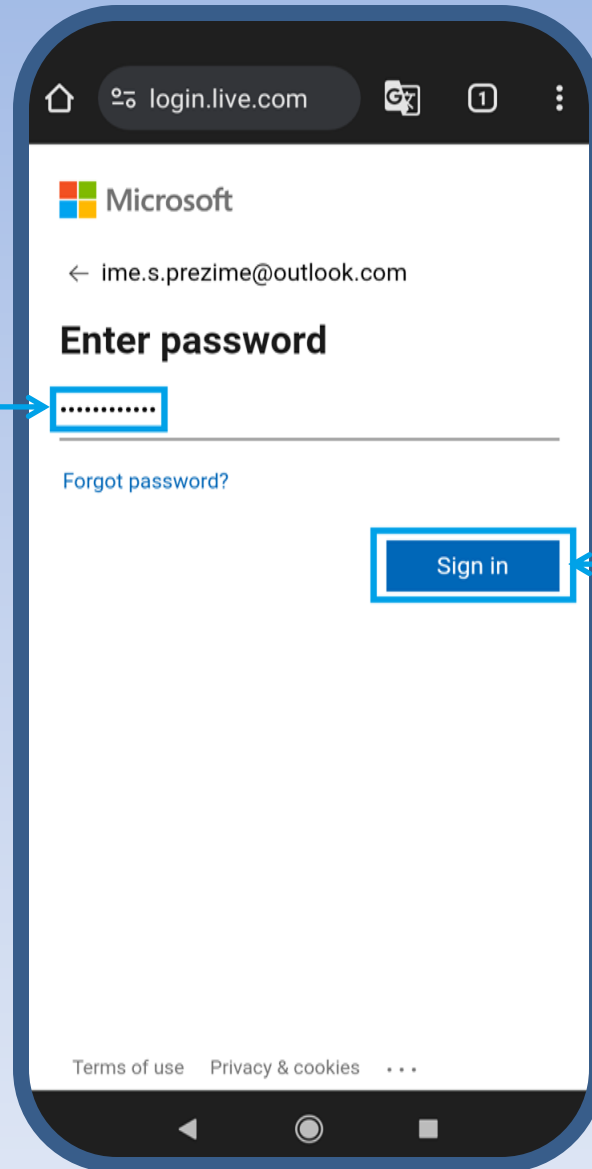 login.live.com
1
Microsoft
← ime.s.prezime@outlook.com
Enter password
••••••••••••
Forgot password?
Sign in
Terms of use Privacy & cookies ...